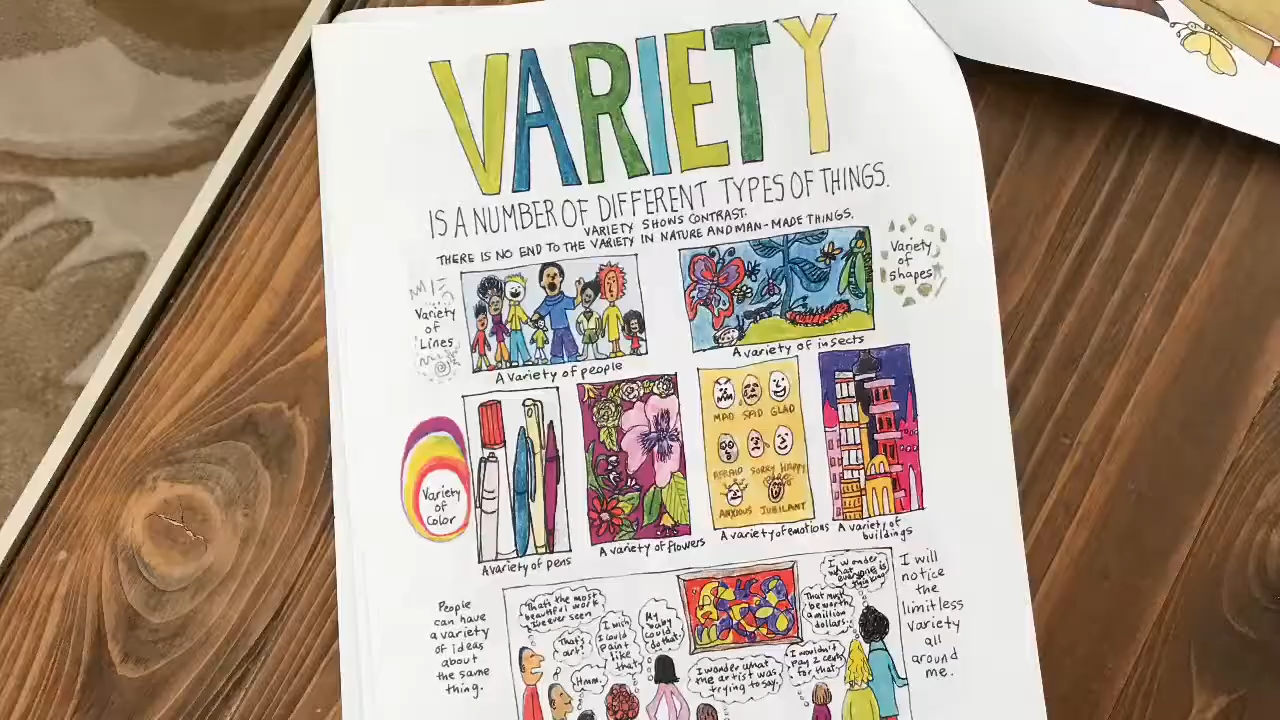 VARIETY
IS A NUMBER OF DIFFERENT TYPES OF THINGS.
VARIETY SHOWS CONTRAST.
THERE IS NO END TO THE VARIETY IN NATURE AND MAN-MADE THINGS.
Variety
of
Lines
A variety of people
A variety of insects
Variety
of
shapes
Variety
of
Color
A variety of pens
A variety of flowers
MAD SAD GLAD
AFRAID SORRY HAPPY
ANXIOUS JUBILANT
A variety of emotions
A variety of
buildings
People
can have
a variety
of ideas
about
the same
thing.
That's the most
beautiful work
I've ever seen
That's
art?
Hmm.
I wish
I could
paint
like
that
My
baby
could
do that.
I wonder what
the artist was
trying to say.
I wouldn't
pay 2 cents
for that.
That must
be worth
a million
dollars.
I wonder
what
everyone is
thinking
I will
notice
the
limitless
variety
all
around
me.